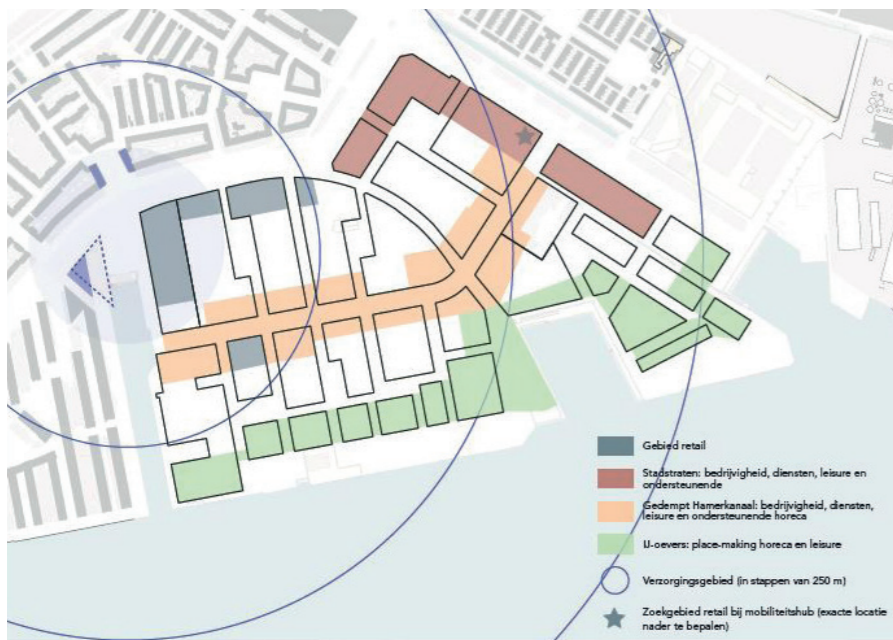 Gebied retail
Stadstraten: bedrijvigheid, diensten, leisure en
ondersteunende
Gedempt Hamerkanaal: bedrijvigheid, diensten,
leisure en ondersteunende horeca
IJ-oevers: place-making horeca en leisure
Verzorgingsgebied (in stappen van 250 m)
Zoekgebied retail bij mobiliteitshub (exacte locatie
nader te bepalen)